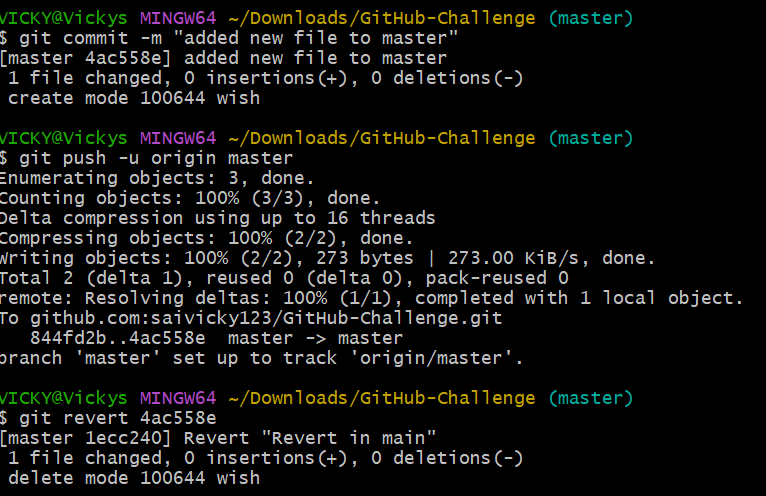 VICKY@Vickys MINGW64 ~/Downloads/GitHub-Challenge (master)
$ git commit -m "added new file to master"
[master 4ac558e] added new file to master
 1 file changed, 0 insertions(+), 0 deletions(-)
 create mode 100644 wish

VICKY@Vickys MINGW64 ~/Downloads/GitHub-Challenge (master)
$ git push -u origin master
Enumerating objects: 3, done.
Counting objects: 100% (3/3), done.
Delta compression using up to 16 threads
Compressing objects: 100% (2/2), done.
Writing objects: 100% (2/2), 273 bytes | 273.00 KiB/s, done.
Total 2 (delta 1), reused 0 (delta 0), pack-reused 0
remote: Resolving deltas: 100% (1/1), completed with 1 local object.
To github.com:saivicky123/GitHub-Challenge.git
   844fd2b..4ac558e  master -> master
branch 'master' set up to track 'origin/master'.

VICKY@Vickys MINGW64 ~/Downloads/GitHub-Challenge (master)
$ git revert 4ac558e
[master 1ecc240] Revert "Revert in main"
 1 file changed, 0 insertions(+), 0 deletions(-)
 delete mode 100644 wish